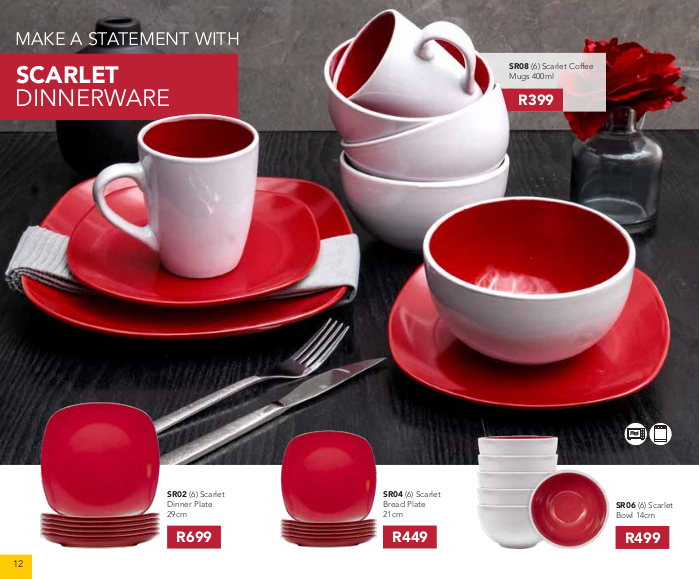 MAKE A STATEMENT WITH
SCARLET
DINNERWARE
SR08 (6) Scarlet Coffee
Mugs 400ml
R399
SR02 (6) Scarlet
Dinner Plate
29cm
R699
SR04 (6) Scarlet
Bread Plate
21cm
R449
SR06 (6) Scarlet
Bowl 14cm
R499
12